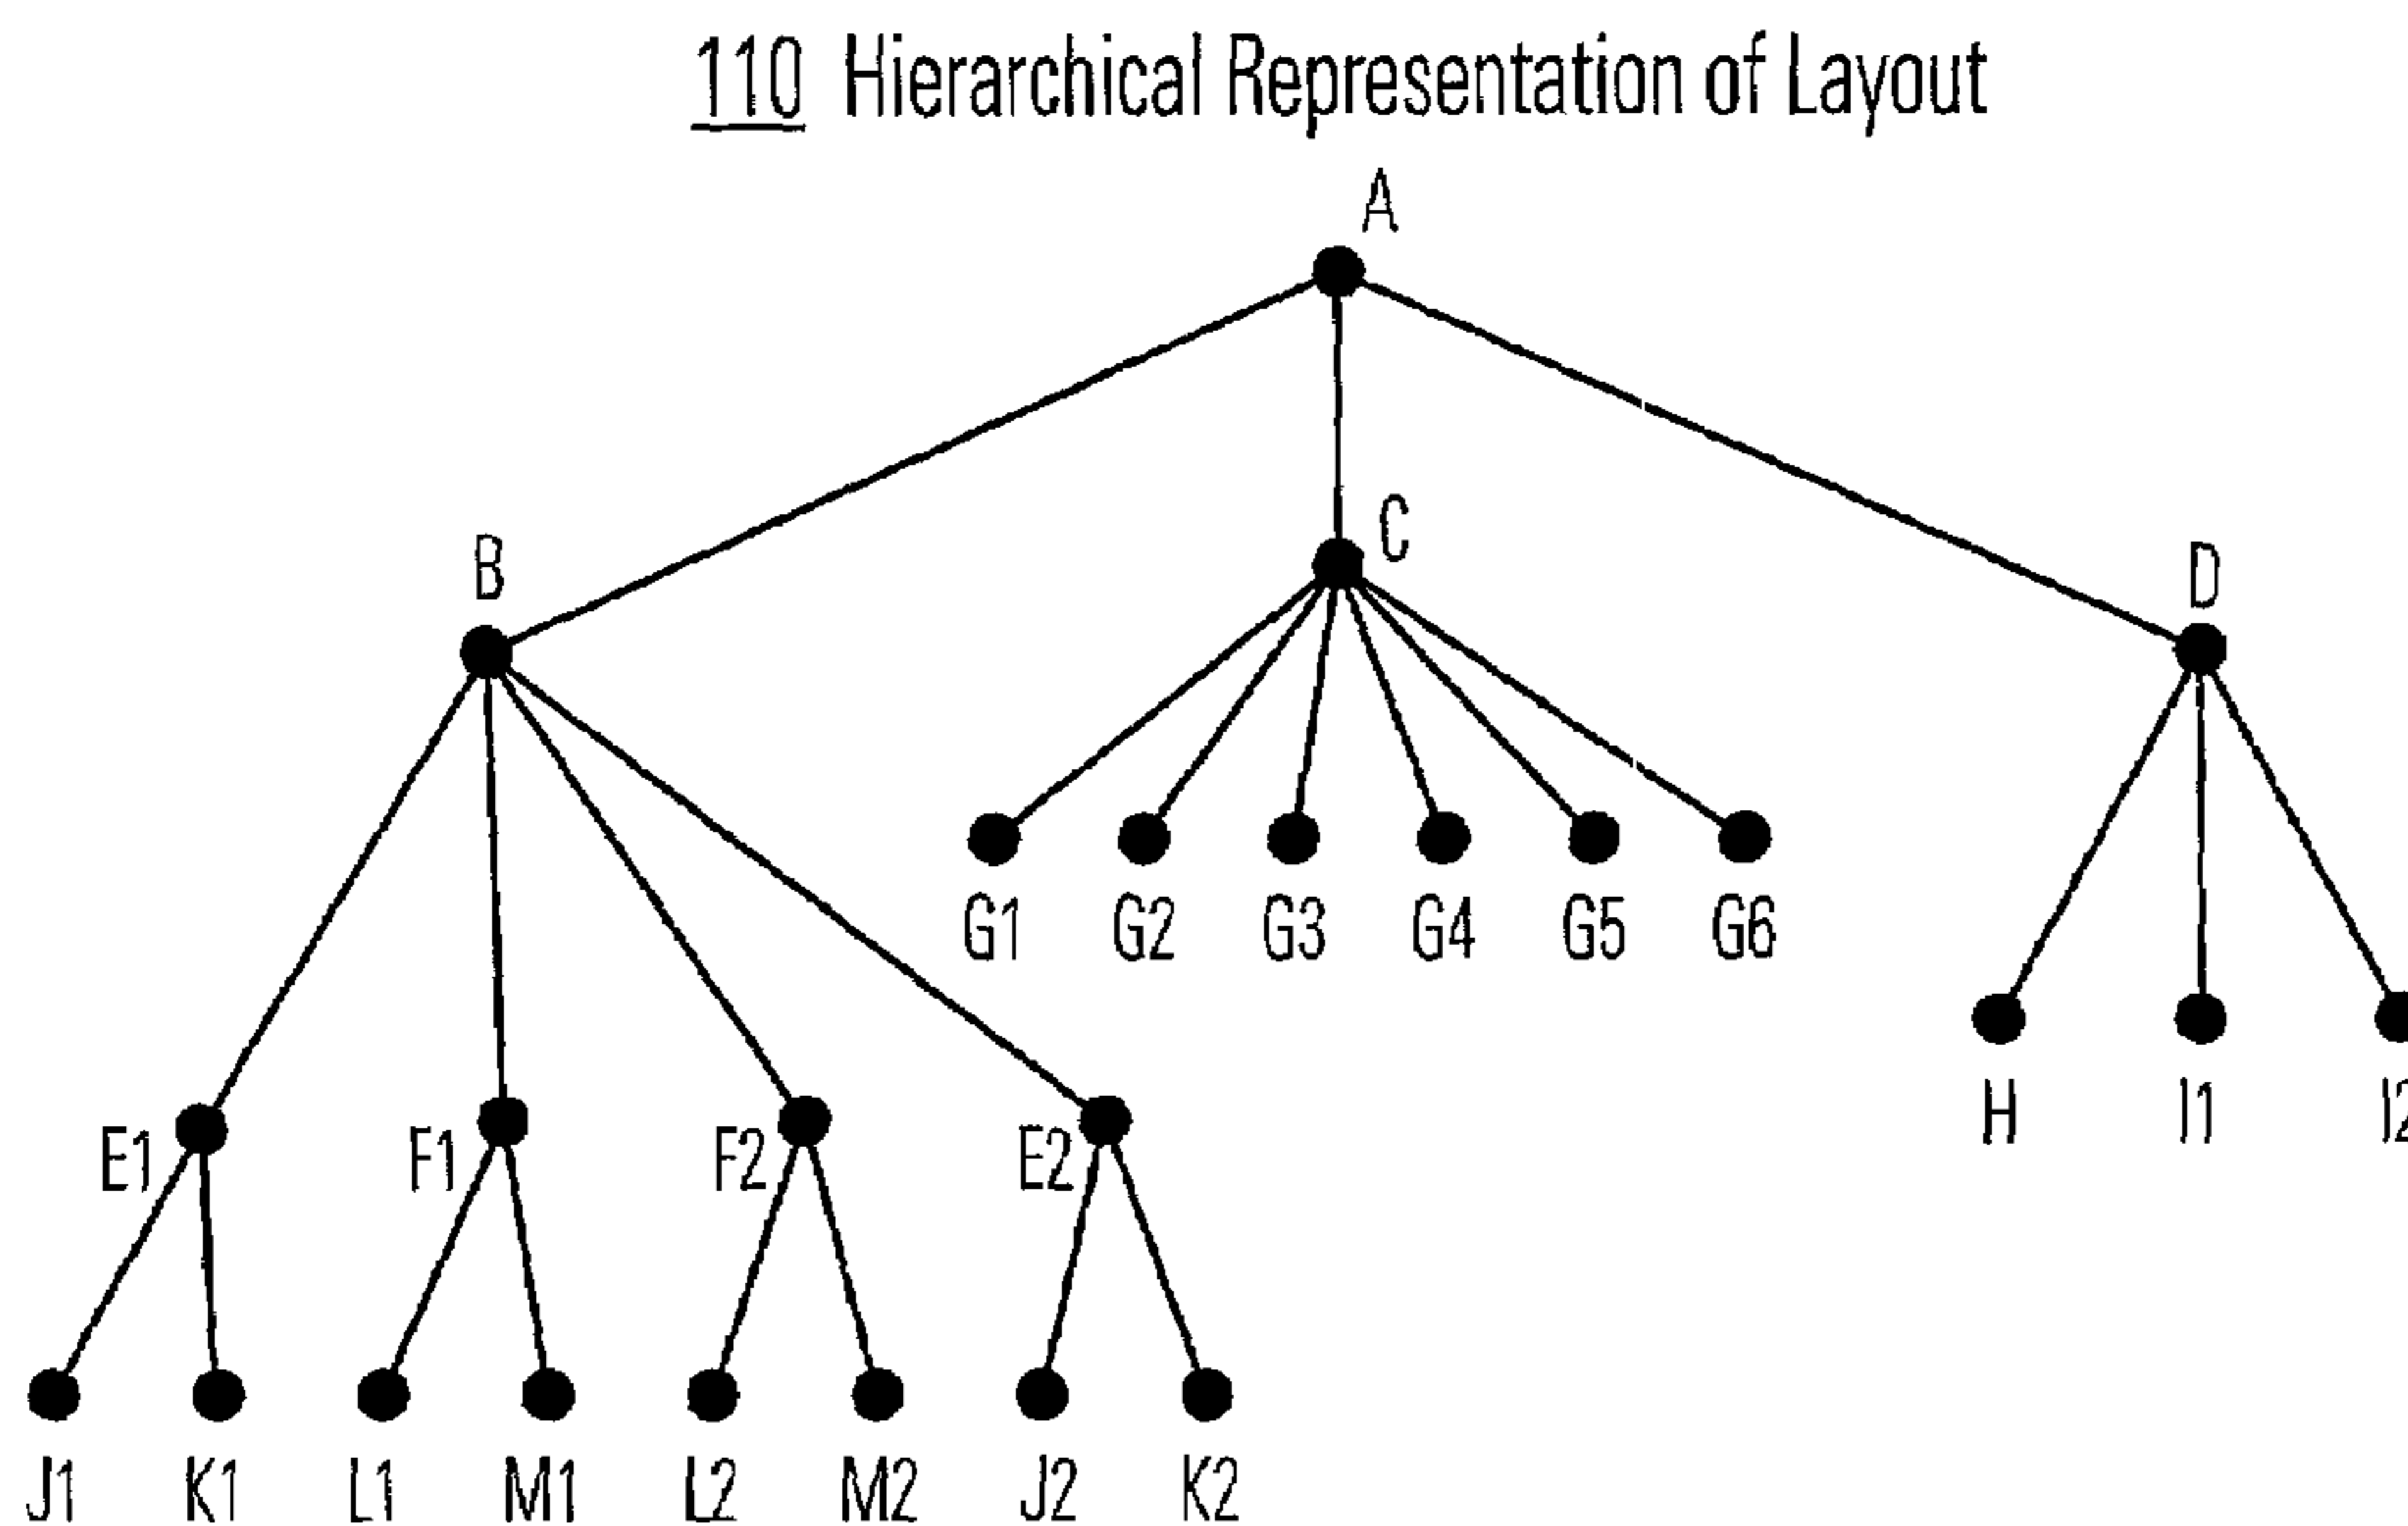 110 Hierarchical Representation of Layout
A
B C D
G1 G2 G3 G4 G5 G6
H I1 I2
E1 F1 F2 E2
J1 K1 L1 M1 L2 M2 J2 K2